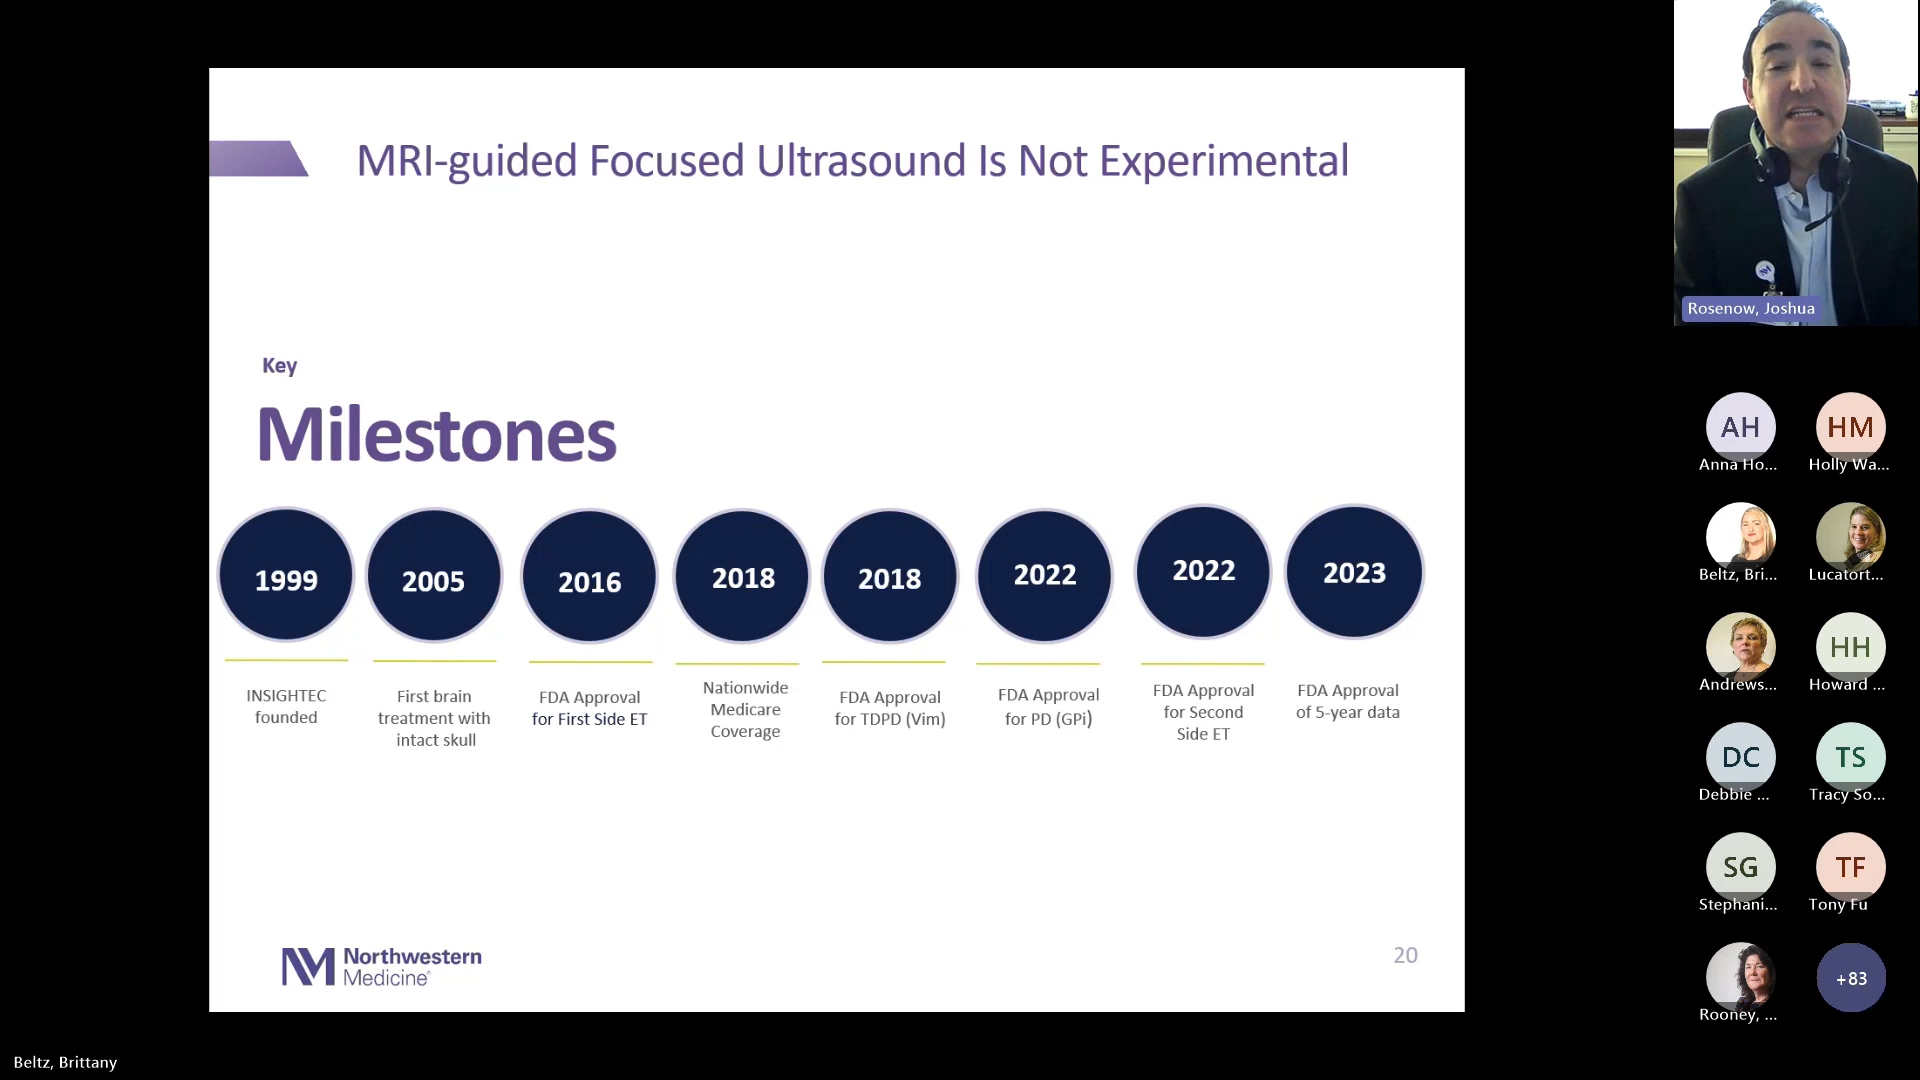 MRI-guided Focused Ultrasound Is Not Experimental
Key
Milestones
1999
2005
2016
2018
2018
2022
2022
2023
INSIGHTEC
founded
First brain
treatment with
intact skull
FDA Approval
for First Side ET
Nationwide
Medicare
Coverage
FDA Approval
for TDPD (Vim)
FDA Approval
for PD (GPi)
FDA Approval
for Second
Side ET
FDA Approval
of 5-year data
NM Northwestern
Medicine®
20
Rosenow, Joshua
AH
Anna Ho...
HM
Holly Wa...
Beltz, Bri...
Lucatort...
Andrews...
HH
Howard ...
DC
Debbie ...
TS
Tracy So...
SG
Stephani...
TF
Tony Fu
Rooney, ...
+83
Beltz, Brittany